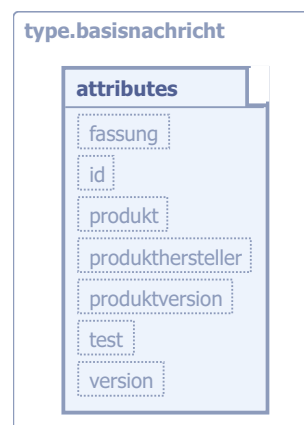 type.basisnachricht
attributes
fassung
id
produkt
produkthersteller
produktversion
test
version